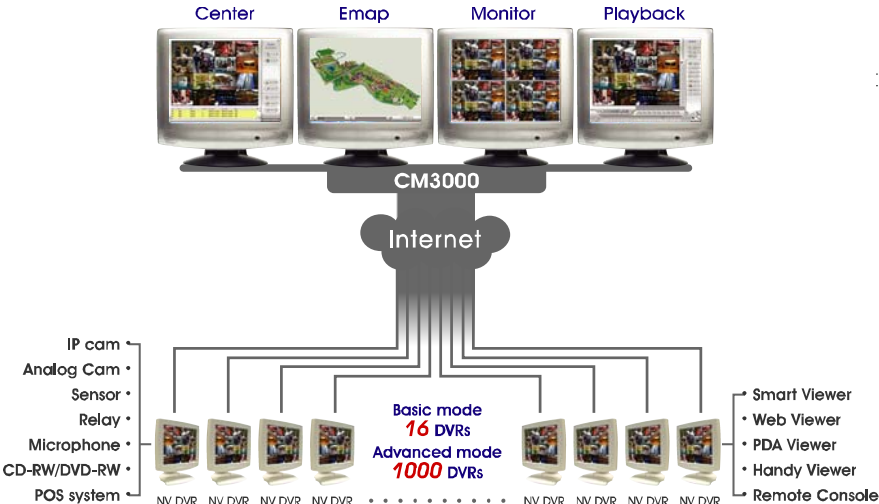 Center Emap Monitor Playback
CM3000
Internet
IP cam
Analog Cam
Sensor
Relay
Microphone
CD-RW/DVD-RW
POS system
Basic mode
16 DVRs
Advanced mode
1000 DVRs
Smart Viewer
Web Viewer
PDA Viewer
Handy Viewer
Remote Console
NV DVR NV DVR NV DVR NV DVR NV DVR NV DVR NV DVR NV DVR